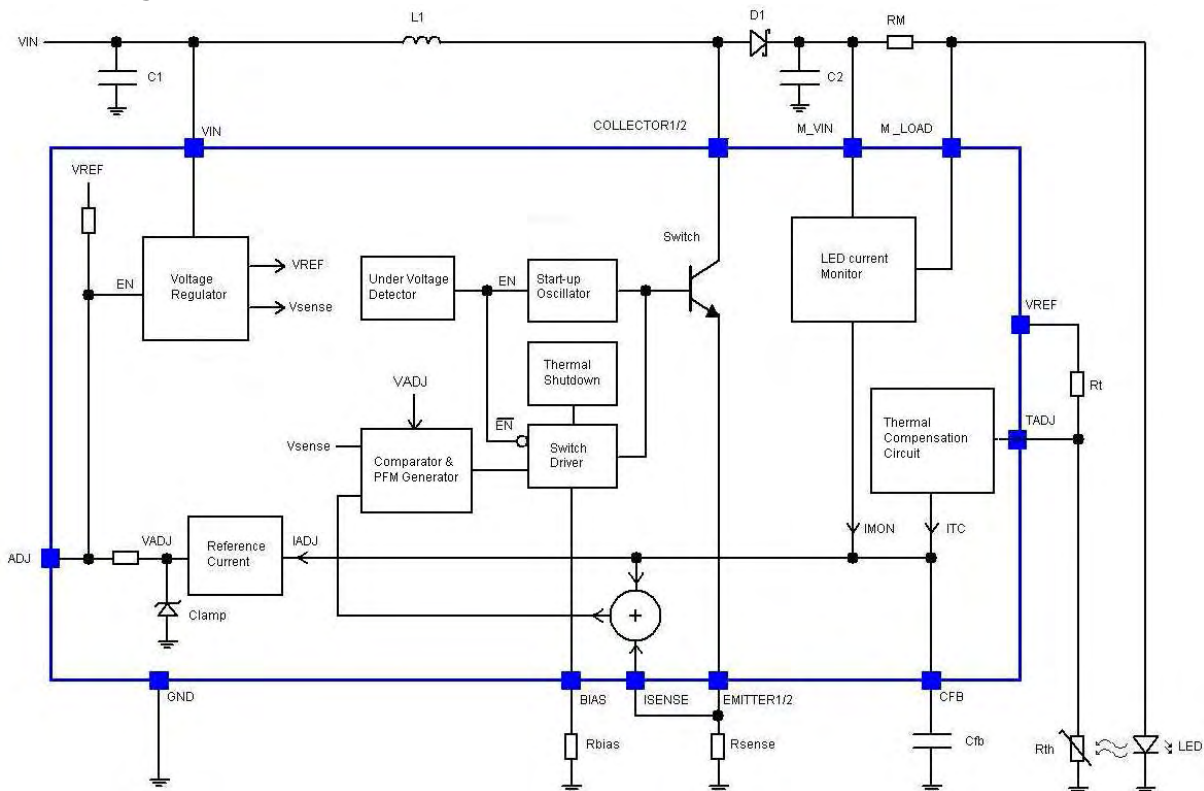 L1
D1
RM
VIN
C1
C2
VIN
COLLECTOR1/2
M_VIN
M_LOAD
VREF
Switch
EN
Voltage
Regulator
VREF
Vsense
Under Voltage
Detector
EN
Start-up
Oscillator
LED current
Monitor
VREF
Thermal
Shutdown
Rt
VADJ
EN
TADJ
Vsense
Comparator &
PFM Generator
Switch
Driver
Thermal
Compensation
Circuit
ADJ
VADJ
Reference
Current
IADJ
IMON
ITC
Clamp
+
GND
BIAS
ISENSE
EMITTER1/2
CFB
Rbias
Rsense
Cfb
Rth
LED